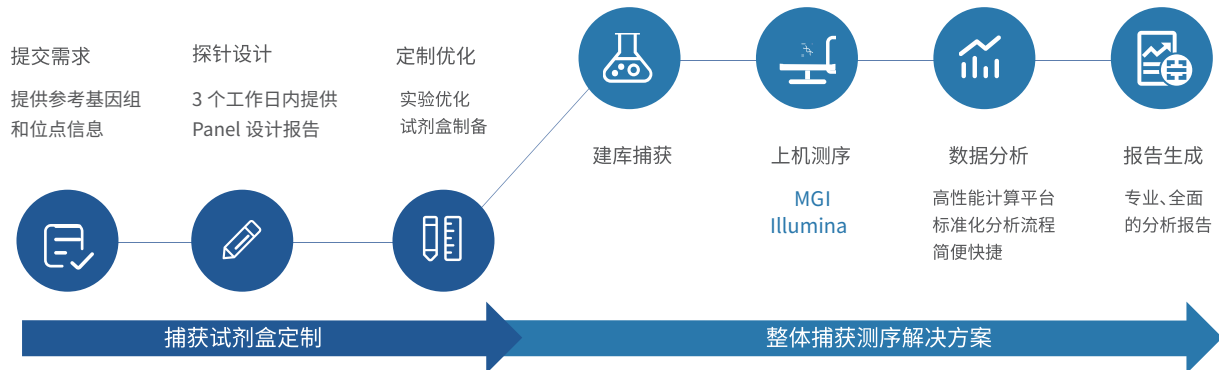 提交需求
提供参考基因组
和位点信息
探针设计
3 个工作日内提供
Panel 设计报告
定制优化
实验优化
试剂盒制备
建库捕获
上机测序
MGI
Illumina
数据分析
高性能计算平台
标准化分析流程
简便快捷
报告生成
专业、全面
的分析报告
捕获试剂盒定制
整体捕获测序解决方案